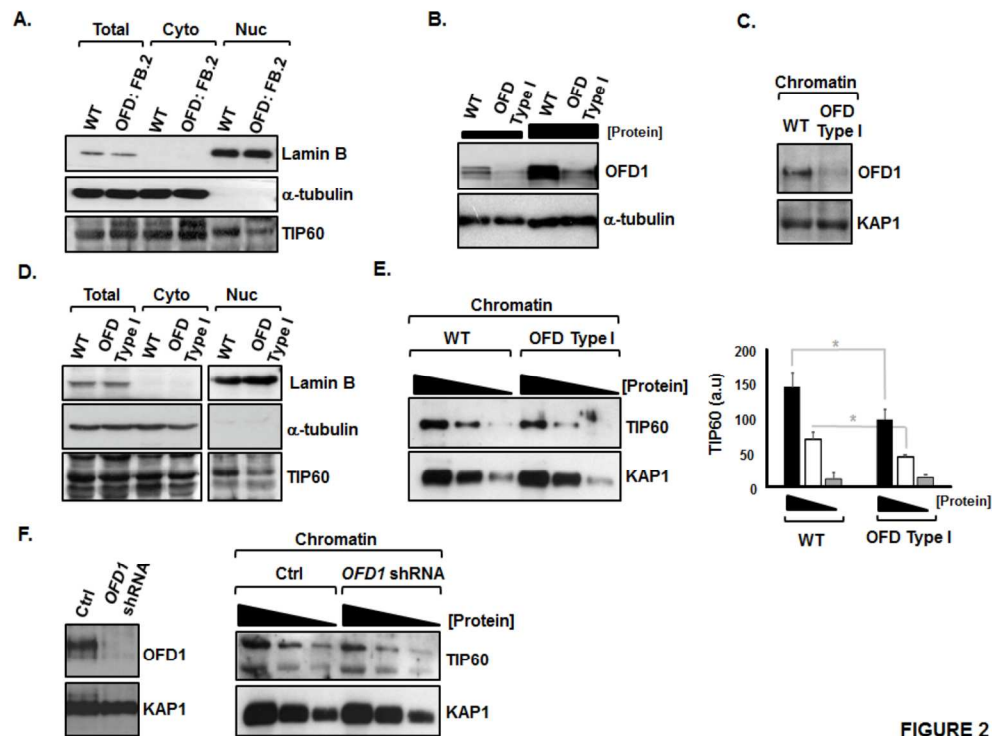 A.
Total Cyto Nuc
WT
OFD: FB.2
WT
OFD: FB.2
WT
OFD: FB.2
Lamin B
α-tubulin
TIP60
B.
WT
OFD
Type I
WT
OFD
Type I
[Protein]
OFD1
α-tubulin
C.
Chromatin
WT OFD
Type I
OFD1
KAP1
D.
Total Cyto Nuc
WT
OFD
Type I
WT
OFD
Type I
WT
OFD
Type I
Lamin B
α-tubulin
TIP60
E.
Chromatin
WT OFD Type I
[Protein]
TIP60
KAP1
TIP60 (a.u)
200
150
100
50
0
*
*
[Protein]
WT OFD Type I
F.
Ctrl
OFD1
shRNA
OFD1
KAP1
Chromatin
Ctrl OFD1 shRNA
[Protein]
TIP60
KAP1
FIGURE 2